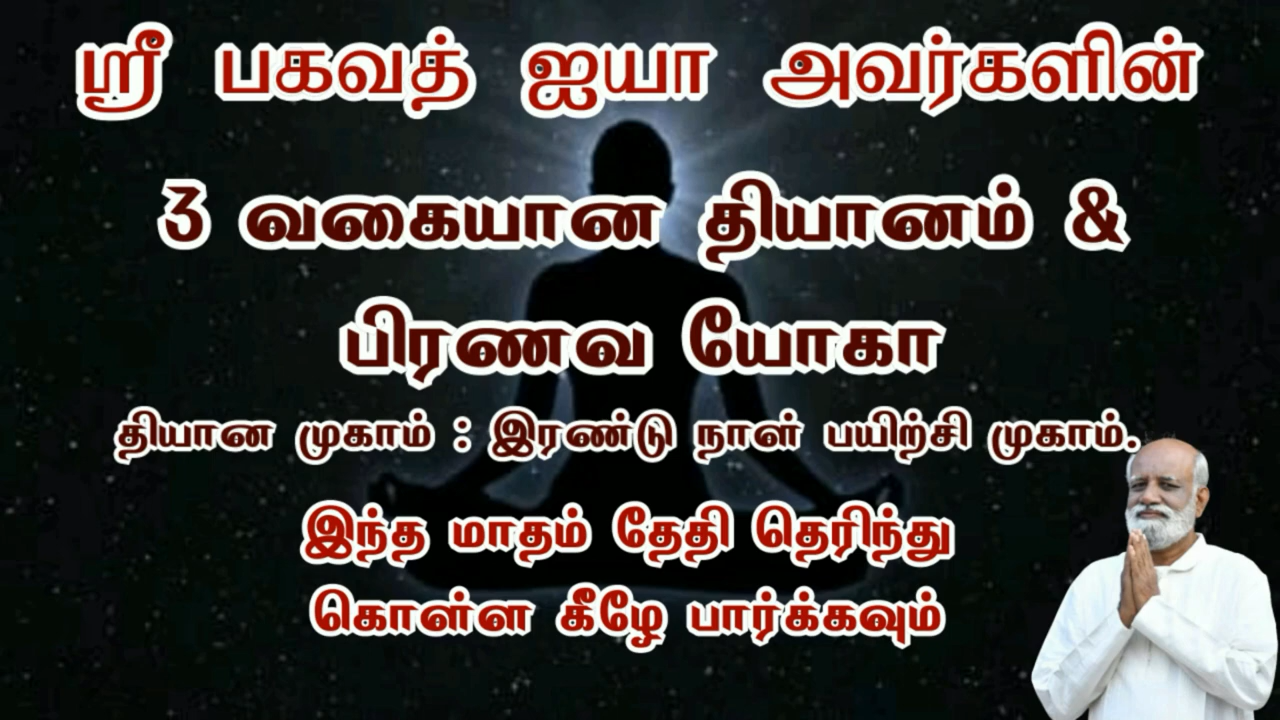 ஸ்ரீ பகவத் ஐயா அவர்களின்
3 வகையான தியானம் &
பிரணவ யோகா
தியான முகாம் : இரண்டு நாள் பயிற்சி முகாம்.
இந்த மாதம் தேதி தெரிந்து
கொள்ள கீழே பார்க்கவும்